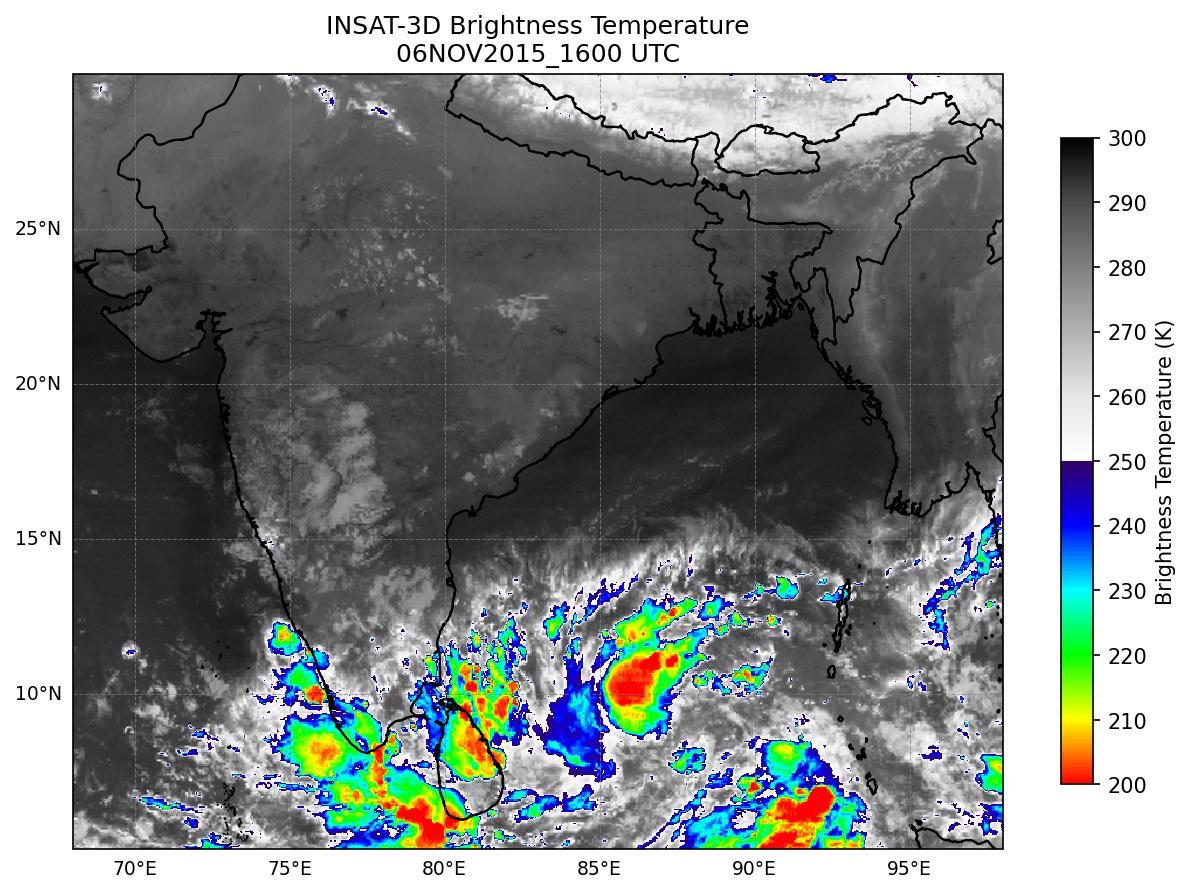 INSAT-3D Brightness Temperature
06NOV2015_1600 UTC
25°N
20°N
15°N
10°N
70°E
75°E
80°E
85°E
90°E
95°E
300
290
280
270
260
250
240
230
220
210
200
Brightness Temperature (K)